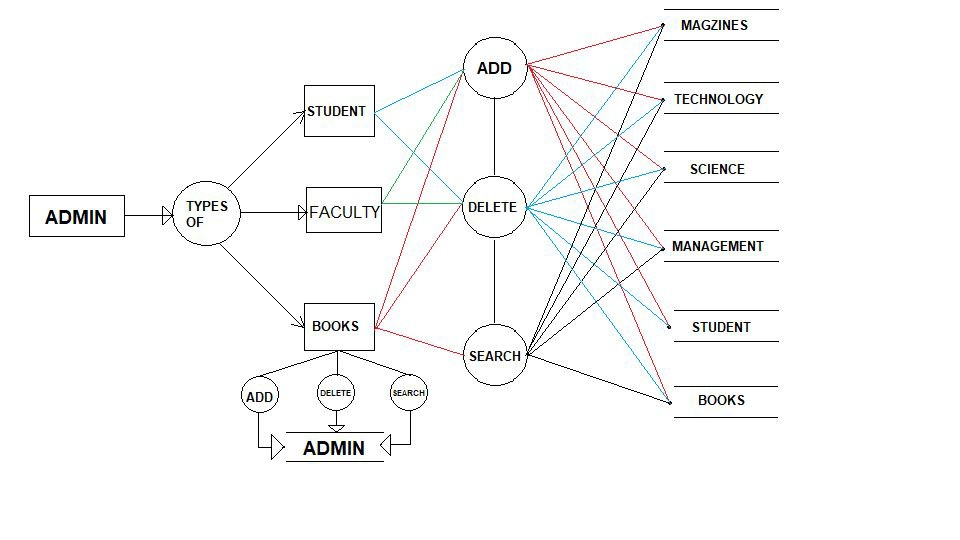 ADMIN
TYPES
OF
STUDENT
FACULTY
BOOKS
ADD
DELETE
SEARCH
ADMIN
ADD
DELETE
SEARCH
MAGZINES
TECHNOLOGY
SCIENCE
MANAGEMENT
STUDENT
BOOKS